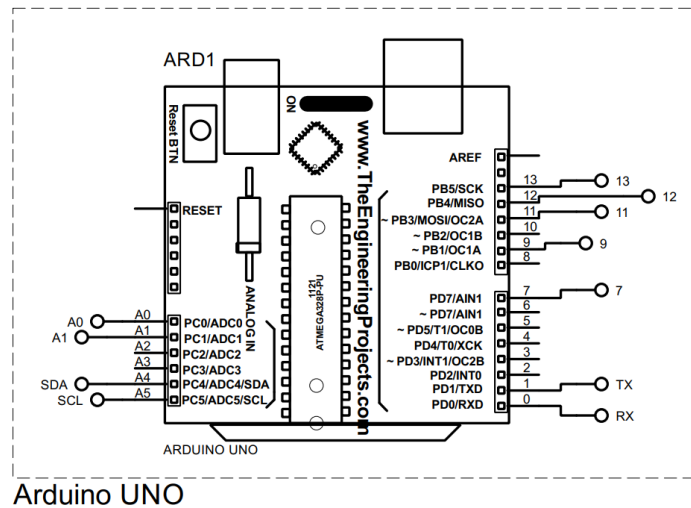 ARD1
Reset BTN
ON
www.TheEngineeringProjects.com
AREF
PB5/SCK 13 13
PB4/MISO 12 12
~ PB3/MOSI/OC2A 11 11
~ PB2/OC1B 10
~ PB1/OC1A 9 9
PB0/ICP1/CLKO 8
RESET
1121
ATMEGA328P-PU
ANALOG IN
PD7/AIN1 7 7
~ PD7/AIN1 6
~ PD5/T1/OC0B 5
PD4/T0/XCK 4
~ PD3/INT1/OC2B 3
PD2/INT0 2
PD1/TXD 1 TX
PD0/RXD 0 RX
A0 A0 PC0/ADC0
A1 A1 PC1/ADC1
A2 PC2/ADC2
A3 PC3/ADC3
SDA A4 PC4/ADC4/SDA
SCL A5 PC5/ADC5/SCL
ARDUINO UNO
Arduino UNO